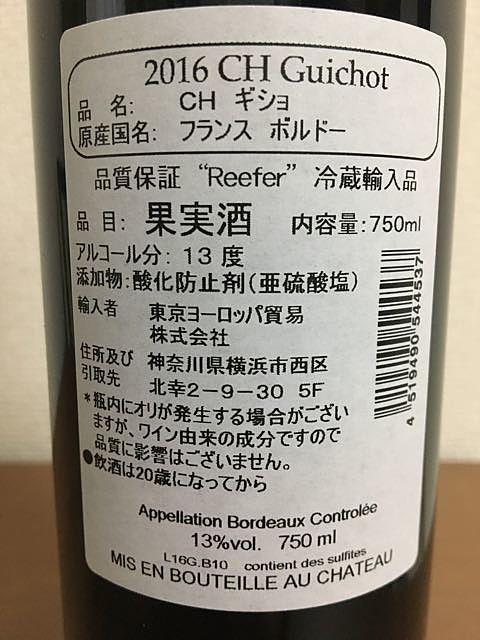 2016 CH Guichot
品 名: CH ギショ
原産国名: フランス ボルドー
品質保証 “Reefer” 冷蔵輸入品
品 目: 果実酒 内容量:750ml
アルコール分: 13 度
添加物:酸化防止剤(亜硫酸塩)
輸入者 東京ヨーロッパ貿易
株式会社
住所及び 神奈川県横浜市西区
引取先 北幸2-9-30 5F
*瓶内にオリが発生する場合がござい
ますが、ワイン由来の成分ですので
品質に影響はございません。
●飲酒は20歳になってから
4 519490 544537
Appellation Bordeaux Controlée
13%vol. 750 ml
L16G.B10 contient des sulfites
MIS EN BOUTEILLE AU CHATEAU